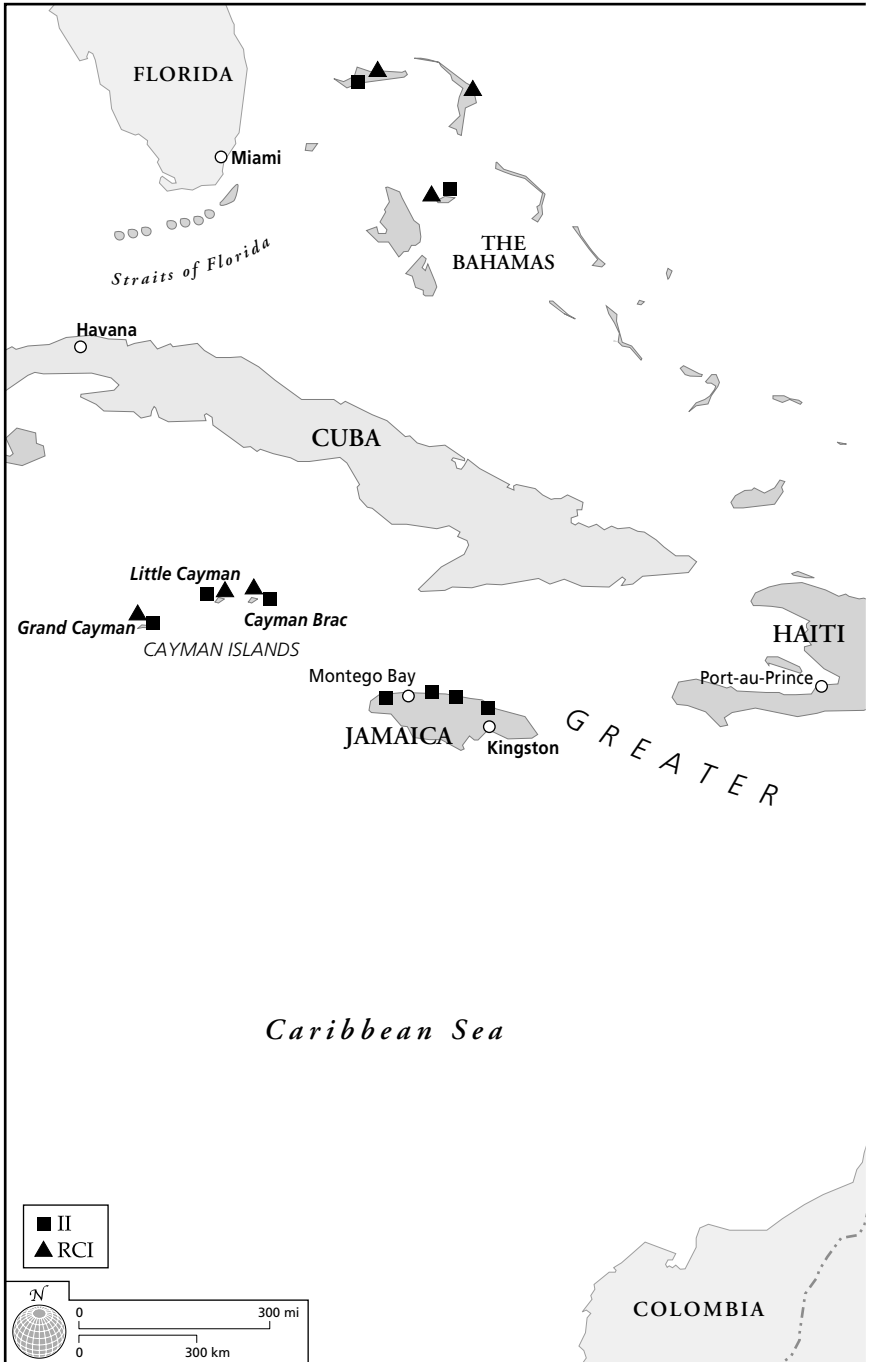 FLORIDA
Miami
Straits of Florida
THE
BAHAMAS
Havana
CUBA
Little Cayman
Grand Cayman
Cayman Brac
CAYMAN ISLANDS
HAITI
Port-au-Prince
Montego Bay
JAMAICA
Kingston
GREATER
Caribbean Sea
II
RCI
N
0 300 mi
0 300 km
COLOMBIA